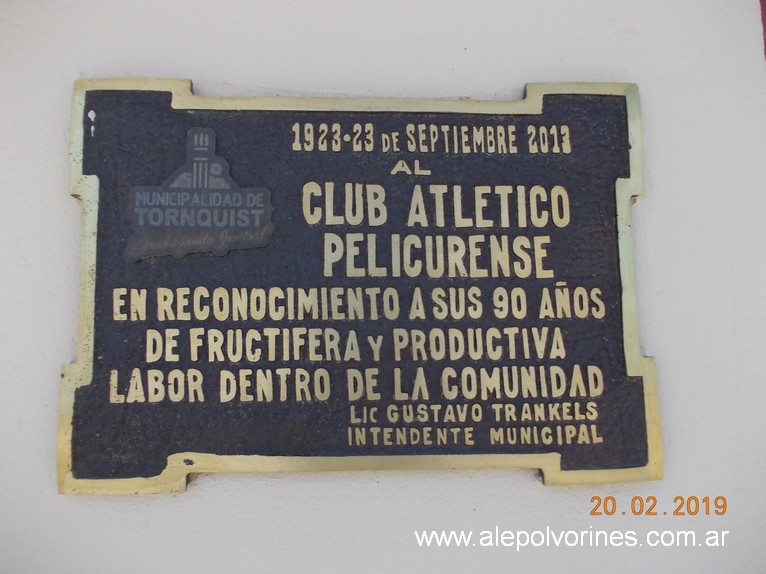 1923-23 DE SEPTIEMBRE 2013
AL
CLUB ATLETICO
PELICURENSE
MUNICIPALIDAD DE
TORNQUIST
EN RECONOCIMIENTO A SUS 90 AÑOS
DE FRUCTIFERA Y PRODUCTIVA
LABOR DENTRO DE LA COMUNIDAD
LIC GUSTAVO TRANKELS
INTENDENTE MUNICIPAL
20.02.2019
www.alepolvorines.com.ar